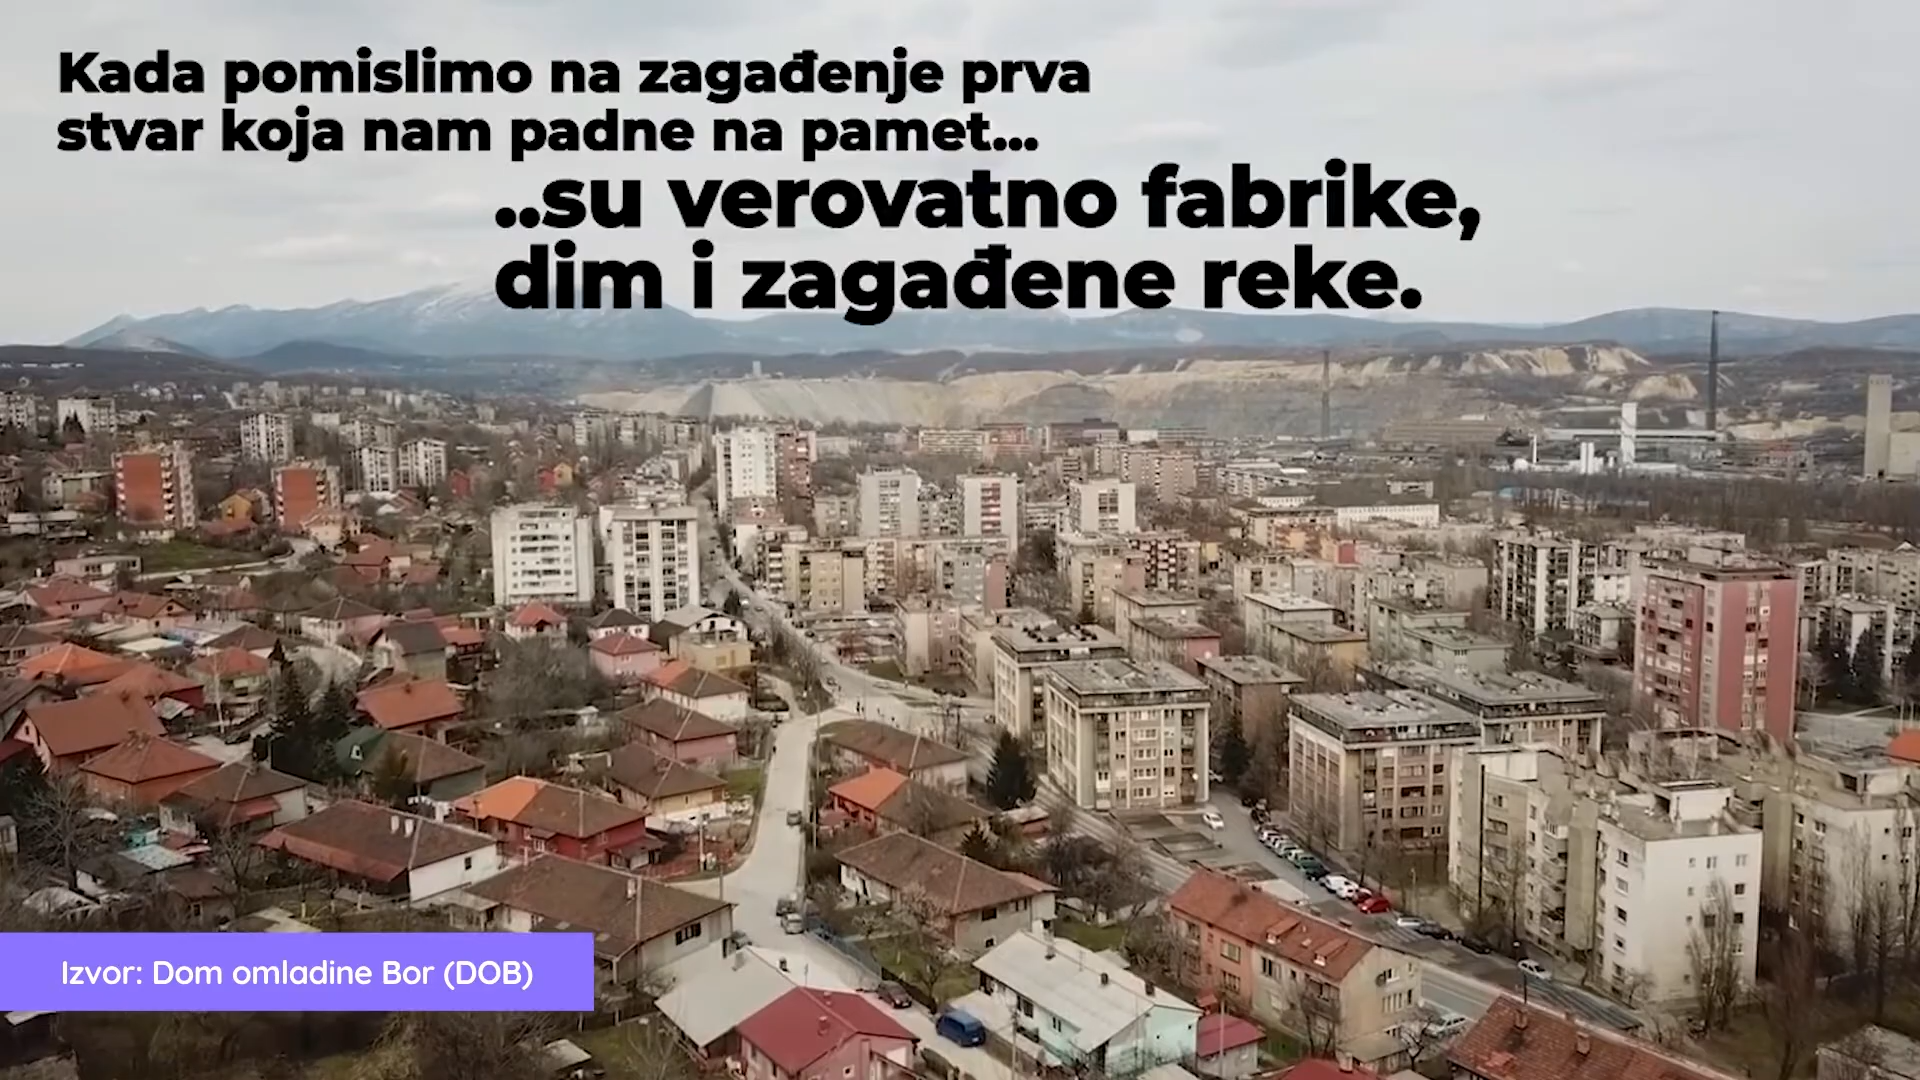 Kada pomislimo na zagađenje prva
stvar koja nam padne na pamet...
..su verovatno fabrike,
dim i zagađene reke.
Izvor: Dom omladine Bor (DOB)